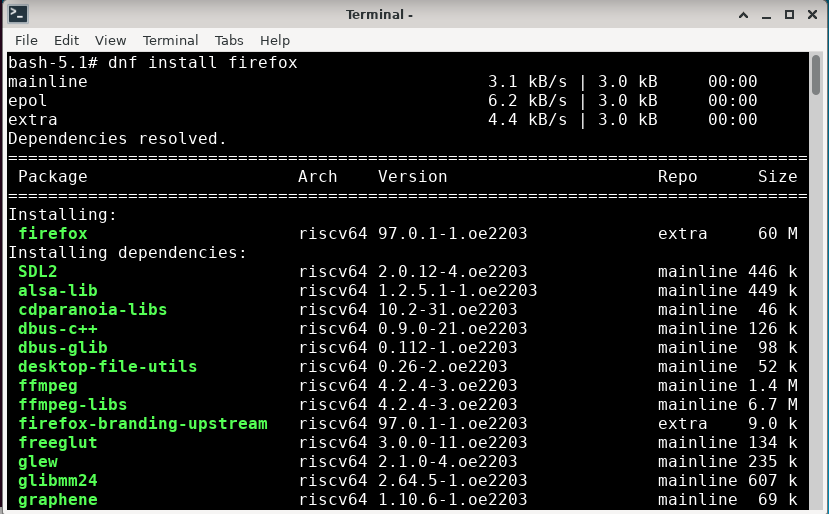 Terminal -
File Edit View Terminal Tabs Help
bash-5.1# dnf install firefox
mainline 3.1 kB/s | 3.0 kB 00:00
epol 6.2 kB/s | 3.0 kB 00:00
extra 4.4 kB/s | 3.0 kB 00:00
Dependencies resolved.
================================================================================
Package Arch Version Repo Size
================================================================================
Installing:
firefox riscv64 97.0.1-1.oe2203 extra 60 M
Installing dependencies:
SDL2 riscv64 2.0.12-4.oe2203 mainline 446 k
alsa-lib riscv64 1.2.5.1-1.oe2203 mainline 449 k
cdparanoia-libs riscv64 10.2-31.oe2203 mainline 46 k
dbus-c++ riscv64 0.9.0-21.oe2203 mainline 126 k
dbus-glib riscv64 0.112-1.oe2203 mainline 98 k
desktop-file-utils riscv64 0.26-2.oe2203 mainline 52 k
ffmpeg riscv64 4.2.4-3.oe2203 mainline 1.4 M
ffmpeg-libs riscv64 4.2.4-3.oe2203 mainline 6.7 M
firefox-branding-upstream riscv64 97.0.1-1.oe2203 extra 9.0 k
freeglut riscv64 3.0.0-11.oe2203 mainline 134 k
glew riscv64 2.1.0-4.oe2203 mainline 235 k
glibmm24 riscv64 2.64.5-1.oe2203 mainline 607 k
graphene riscv64 1.10.6-1.oe2203 mainline 69 k